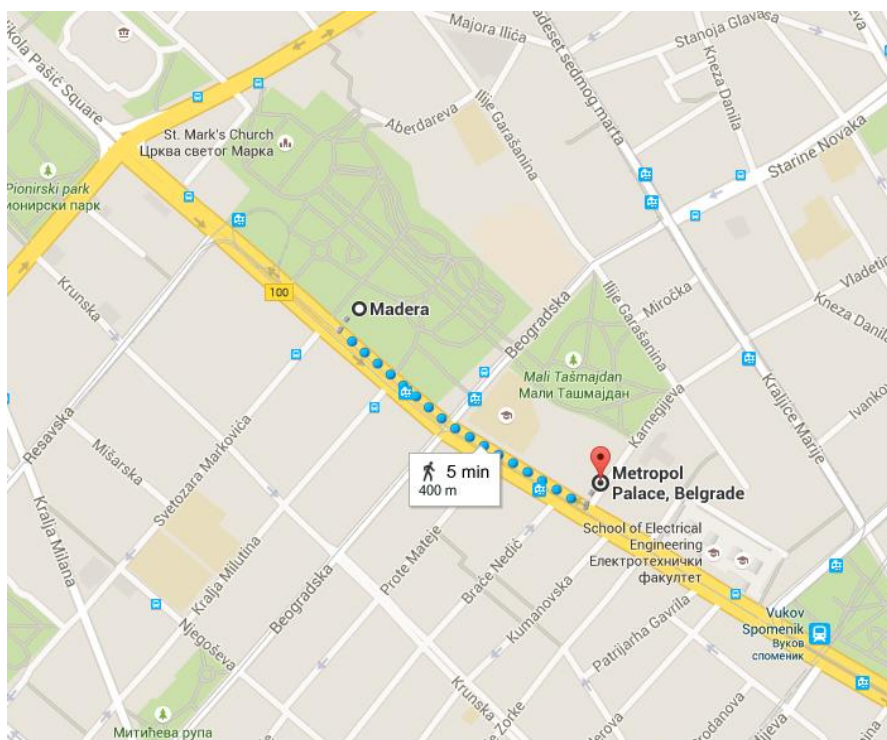 Majora Ilića
Stanoja Glavaša
Kneza Danila
Nikola Pašić Square
Ilije Garašanina
Aberdareva
St. Mark's Church
Црква светог Марка
Starine Novaka
Pionirski park
Krunska
100
Madera
Beogradska
Ilije Garašanina
Miročka
Kneza Danila
Mali Tašmajdan
Мали Ташмајдан
Karnegijeva
Kraljice Marije
Resavska
Mišarska
Svetozara Markovića
5 min
400 m
Metropol
Palace, Belgrade
School of Electrical
Engineering
Електротехнички
факултет
Kralja Milana
Kralja Milutina
Njegoševa
Beogradska
Prote Mateje
Braće Nedić
Kumanovska
Patrijarha Gavrila
Vukov
Spomenik
Вуков
споменик
Krunska
Митићева рупа